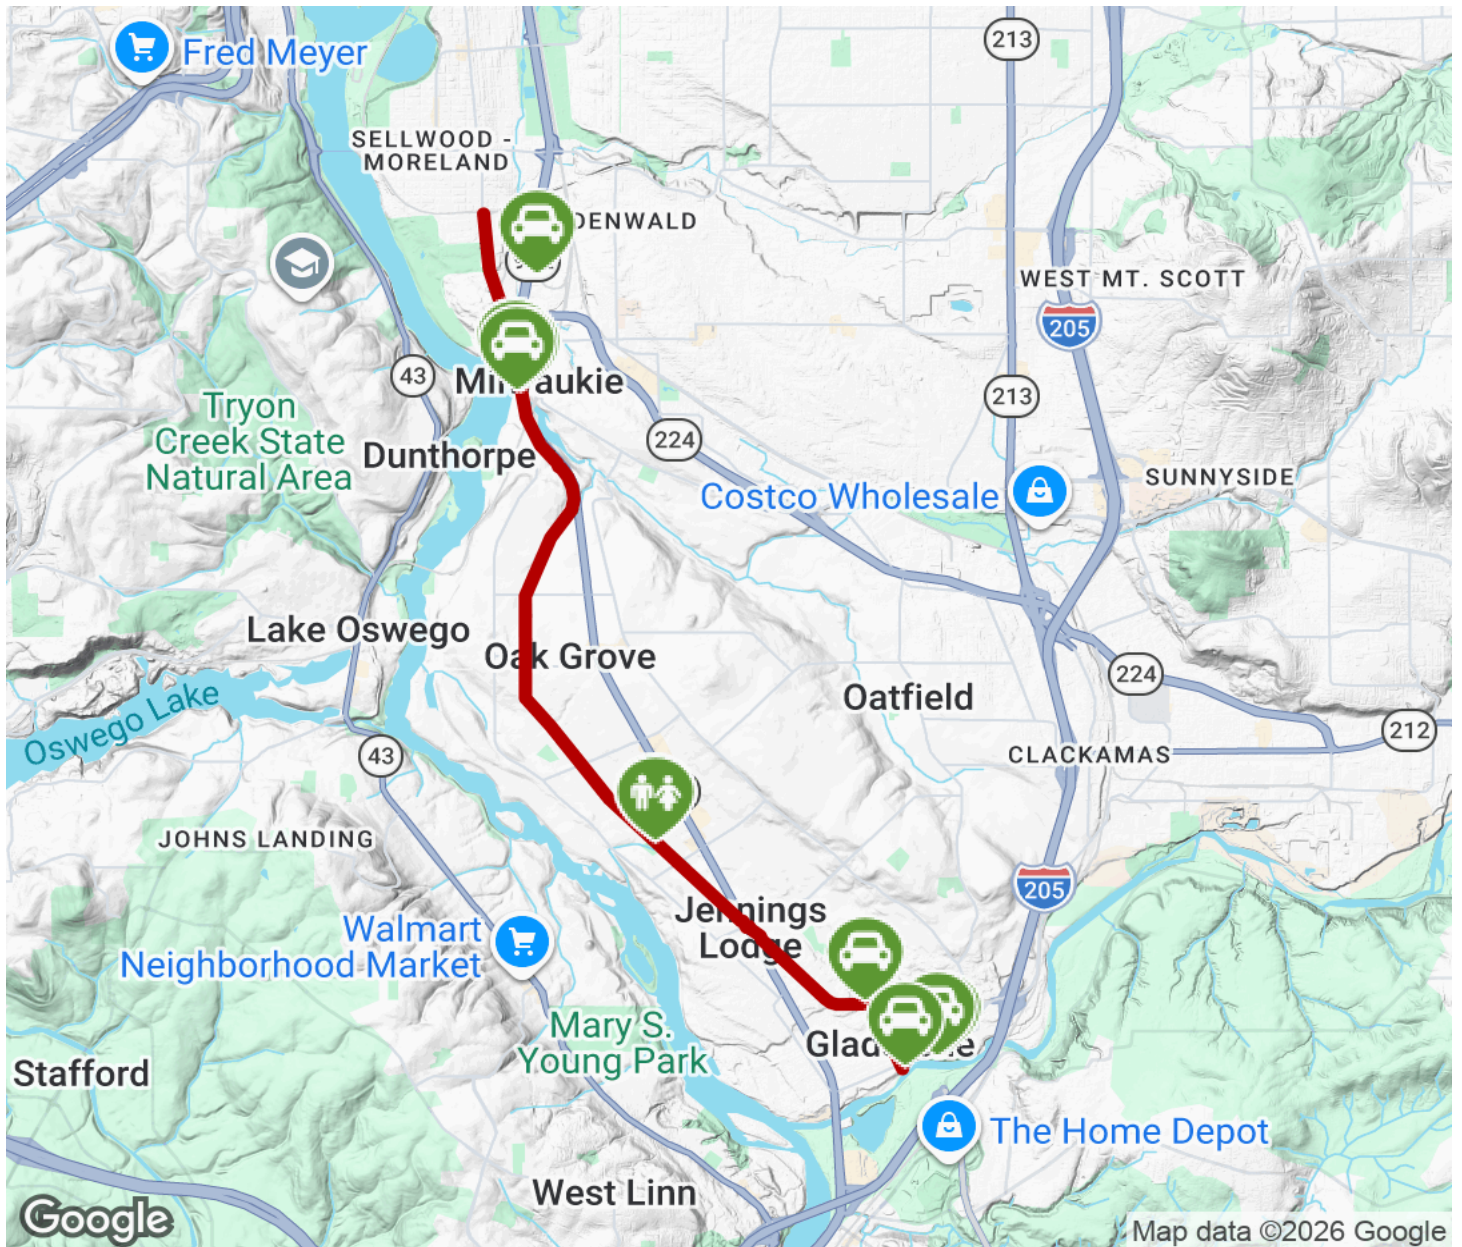 Fred Meyer
213
SELLWOOD -
MORELAND
DENWALD
WEST MT. SCOTT
205
43
Milwaukie
213
Tryon
Creek State
Natural Area
Dunthorpe
224
SUNNYSIDE
Costco Wholesale
Lake Oswego
Oak Grove
224
Oatfield
Oswego Lake
212
43
CLACKAMAS
JOHNS LANDING
205
Jennings
Lodge
Walmart
Neighborhood Market
Mary S.
Young Park
Gladstone
Stafford
The Home Depot
West Linn
Google
Map data ©2026 Google